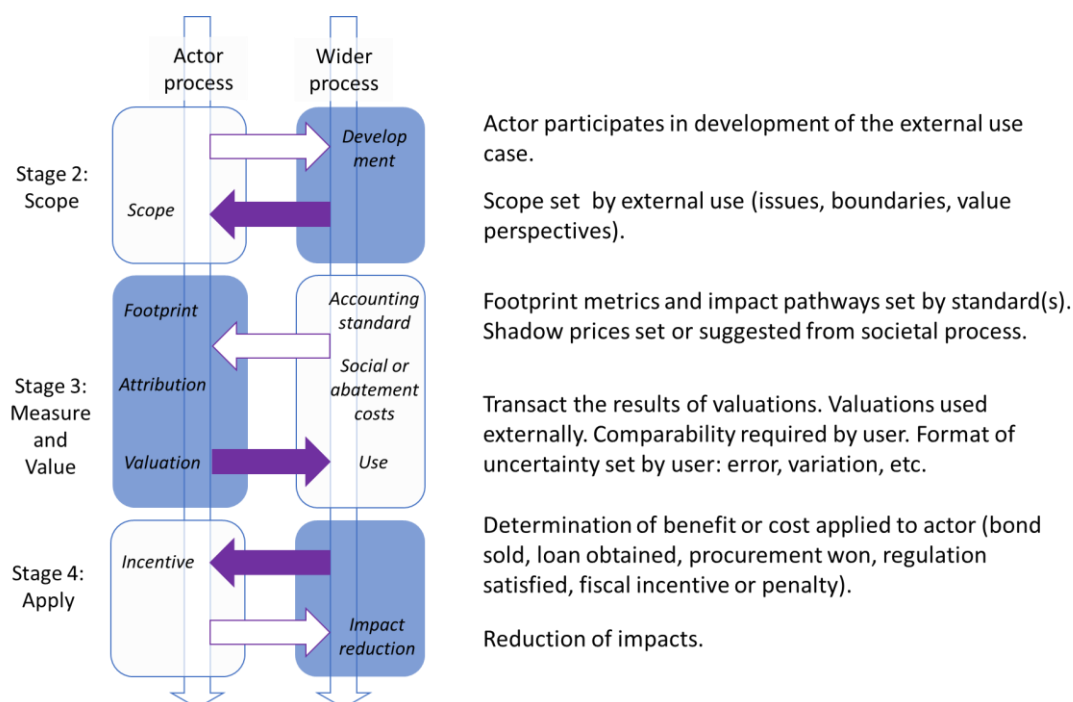 Actor
process
Wider
process
Stage 2:
Scope
Develop
ment
Scope
Actor participates in development of the external use
case.
Scope set  by external use (issues, boundaries, value
perspectives).
Stage 3:
Measure
and
Value
Footprint
Attribution
Valuation
Accounting
standard
Social or
abatement
costs
Use
Footprint metrics and impact pathways set by standard(s).
Shadow prices set or suggested from societal process.
Transact the results of valuations. Valuations used
externally. Comparability required by user. Format of
uncertainty set by user: error, variation, etc.
Stage 4:
Apply
Incentive
Impact
reduction
Determination of benefit or cost applied to actor (bond
sold, loan obtained, procurement won, regulation
satisfied, fiscal incentive or penalty).
Reduction of impacts.